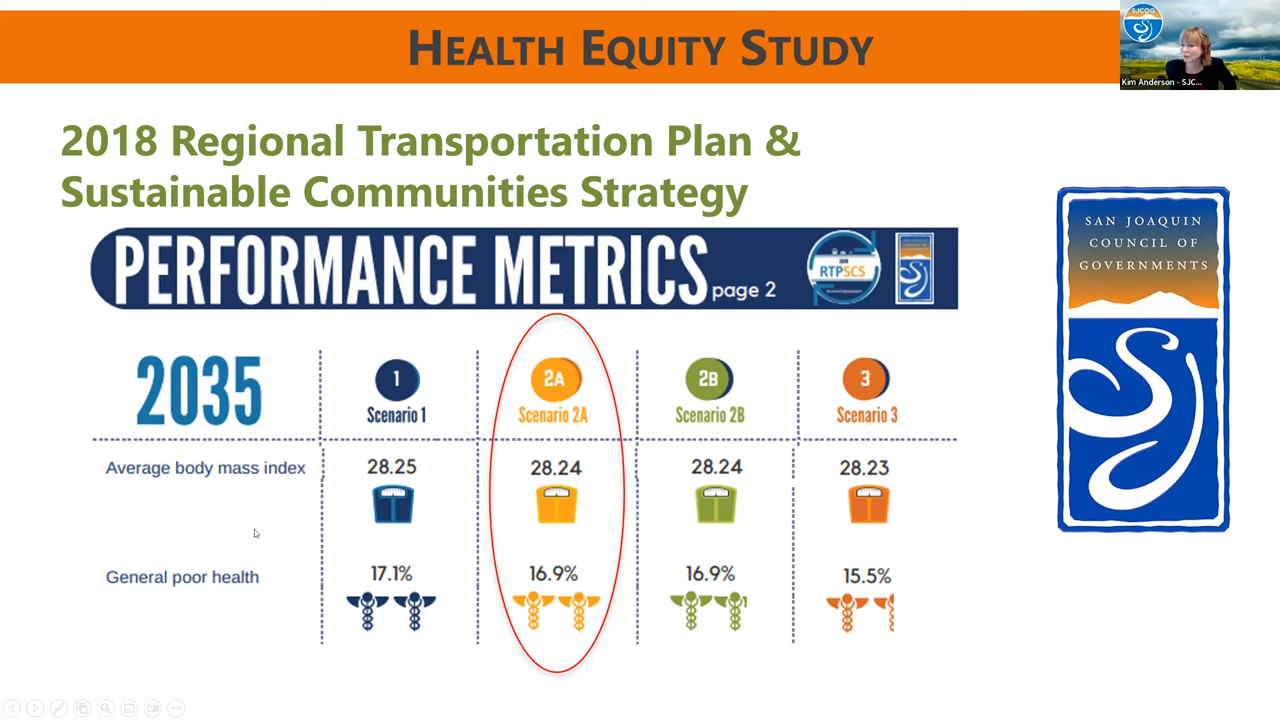 HEALTH EQUITY STUDY
SJCOG
Kim Anderson - SJC...
2018 Regional Transportation Plan &
Sustainable Communities Strategy
PERFORMANCE METRICS page 2
RTPSCS
SAN JOAQUIN
COUNCIL OF
GOVERNMENTS
2035
1
2A
2B
3
Scenario 1
Scenario 2A
Scenario 2B
Scenario 3
Average body mass index
28.25
28.24
28.24
28.23
General poor health
17.1%
16.9%
16.9%
15.5%